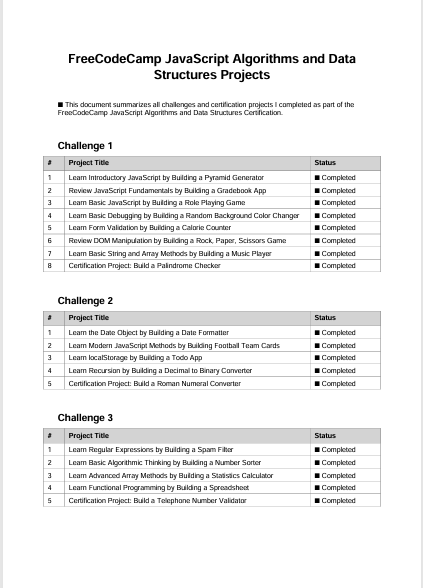 FreeCodeCamp JavaScript Algorithms and Data
Structures Projects
■ This document summarizes all challenges and certification projects I completed as part of the
FreeCodeCamp JavaScript Algorithms and Data Structures Certification.
Challenge 1
# Project Title Status
1 Learn Introductory JavaScript by Building a Pyramid Generator ■ Completed
2 Review JavaScript Fundamentals by Building a Gradebook App ■ Completed
3 Learn Basic JavaScript by Building a Role Playing Game ■ Completed
4 Learn Basic Debugging by Building a Random Background Color Changer ■ Completed
5 Learn Form Validation by Building a Calorie Counter ■ Completed
6 Review DOM Manipulation by Building a Rock, Paper, Scissors Game ■ Completed
7 Learn Basic String and Array Methods by Building a Music Player ■ Completed
8 Certification Project: Build a Palindrome Checker ■ Completed
Challenge 2
# Project Title Status
1 Learn the Date Object by Building a Date Formatter ■ Completed
2 Learn Modern JavaScript Methods by Building Football Team Cards ■ Completed
3 Learn localStorage by Building a Todo App ■ Completed
4 Learn Recursion by Building a Decimal to Binary Converter ■ Completed
5 Certification Project: Build a Roman Numeral Converter ■ Completed
Challenge 3
# Project Title Status
1 Learn Regular Expressions by Building a Spam Filter ■ Completed
2 Learn Basic Algorithmic Thinking by Building a Number Sorter ■ Completed
3 Learn Advanced Array Methods by Building a Statistics Calculator ■ Completed
4 Learn Functional Programming by Building a Spreadsheet ■ Completed
5 Certification Project: Build a Telephone Number Validator ■ Completed